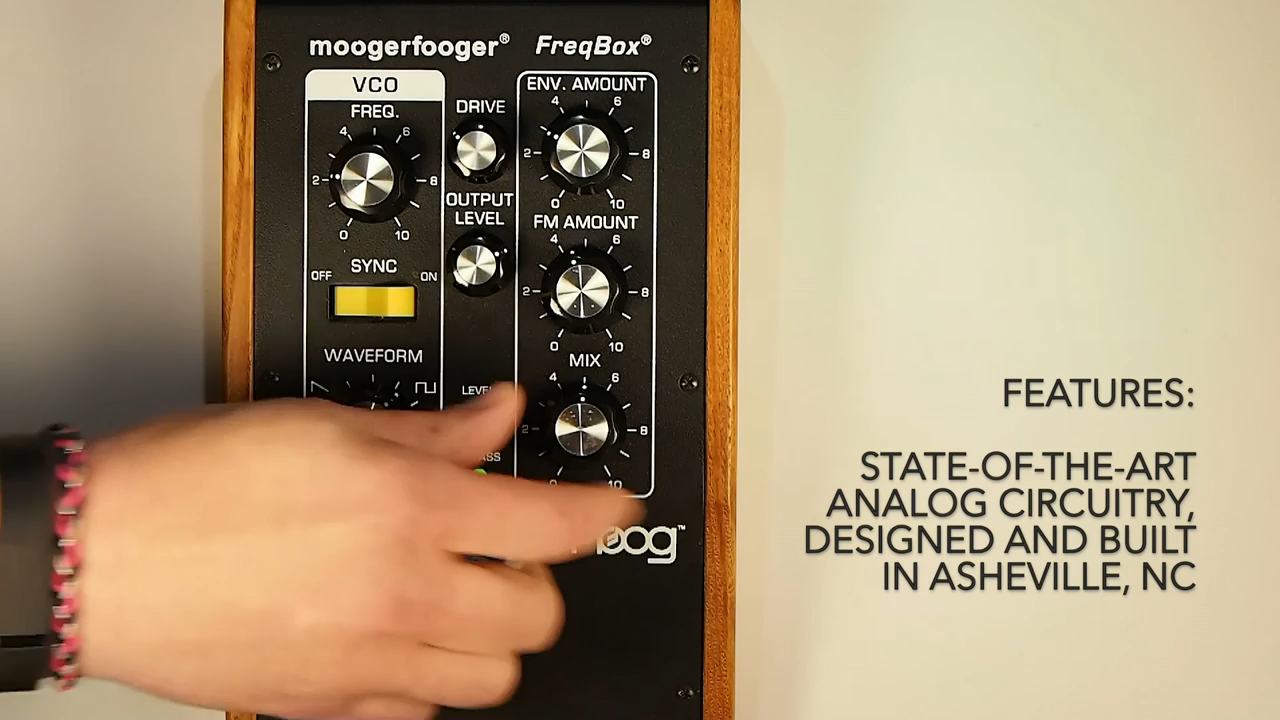 moogerfooger® FreqBox®
VCO
FREQ.
4 6
2 8
0 10
SYNC
OFF ON
WAVEFORM
DRIVE
OUTPUT
LEVEL
LEVEL
ENV. AMOUNT
4 6
2 8
0 10
FM AMOUNT
4 6
2 8
0 10
MIX
4 6
2 8
0 10
FEATURES:
STATE-OF-THE-ART
ANALOG CIRCUITRY,
DESIGNED AND BUILT
IN ASHEVILLE, NC